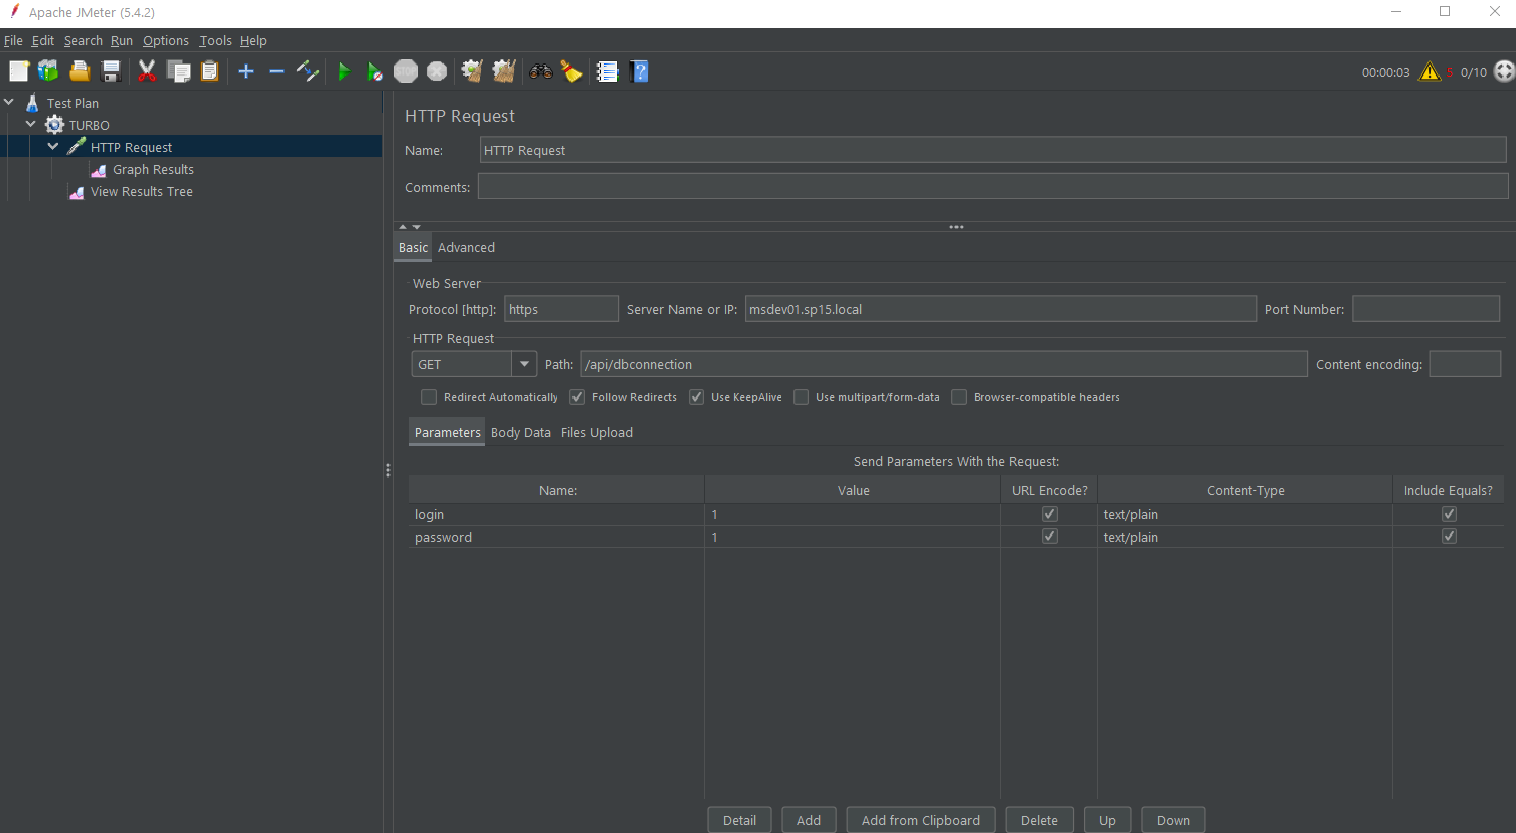 Apache JMeter (5.4.2)
File Edit Search Run Options Tools Help
STOP
00:00:03 5 0/10
Test Plan
TURBO
HTTP Request
Graph Results
View Results Tree
HTTP Request
Name: HTTP Request
Comments:
Basic Advanced
Web Server
Protocol [http]: https Server Name or IP: msdev01.sp15.local Port Number:
HTTP Request
GET Path: /api/dbconnection Content encoding:
Redirect Automatically Follow Redirects Use KeepAlive Use multipart/form-data Browser-compatible headers
Parameters Body Data Files Upload
Send Parameters With the Request:
Name: Value URL Encode? Content-Type Include Equals?
login 1 text/plain
password 1 text/plain
Detail Add Add from Clipboard Delete Up Down